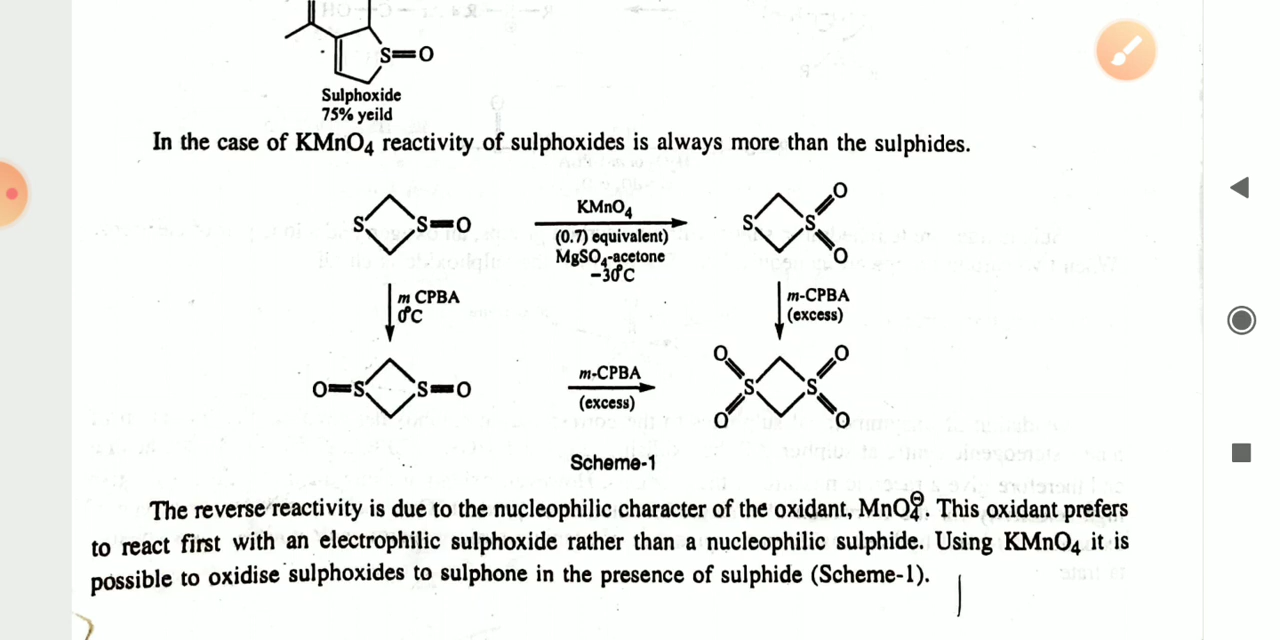 S=O
Sulphoxide
75% yeild
In the case of KMnO4 reactivity of sulphoxides is always more than the sulphides.
S S=O
KMnO4
(0.7) equivalent)
MgSO4-acetone
–30°C
S S O O
m CPBA
0°C
m-CPBA
(excess)
O=S S=O
m-CPBA
(excess)
O O S S O O
Scheme-1
The reverse reactivity is due to the nucleophilic character of the oxidant, MnO4⊖. This oxidant prefers
to react first with an electrophilic sulphoxide rather than a nucleophilic sulphide. Using KMnO4 it is
possible to oxidise sulphoxides to sulphone in the presence of sulphide (Scheme-1).